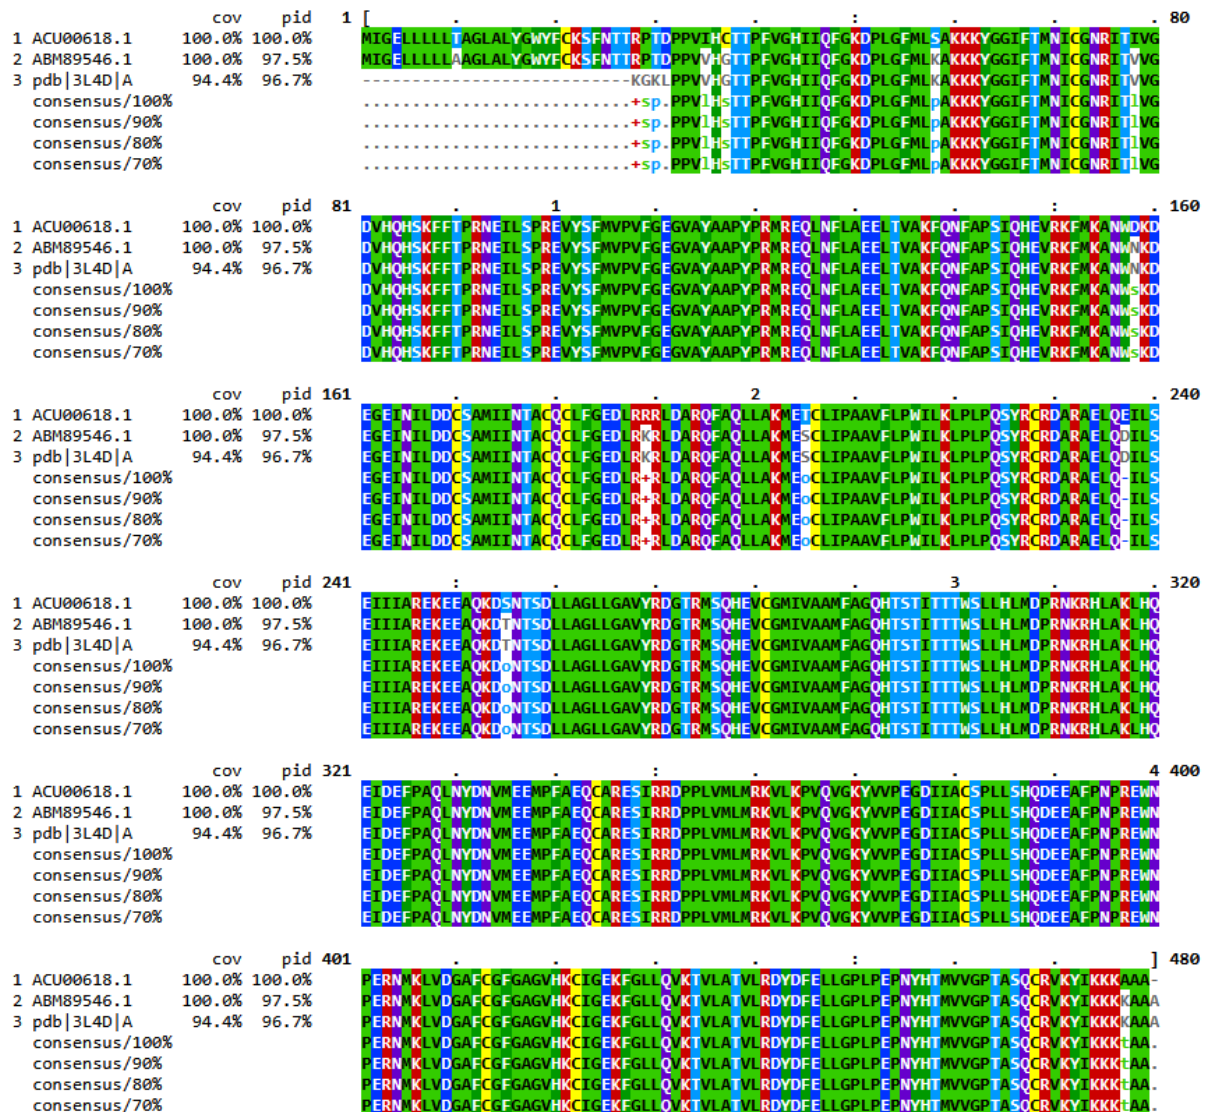 cov pid 1 [ . . . . : . . . 80
1 ACU00618.1 100.0% 100.0% MIGELLLLLTAGLALYGWYFCKSFNTTRPTDPPVIHCTTPFVGHIIQFGKDPLGFMLSAKKKYGGIFTMNICGNRITIVG
2 ABM89546.1 100.0% 97.5% MIGELLLLLAAGLALYGWYFCKSFNTTRPTDPPVVHGTTPFVGHIIQFGKDPLGFMLKAKKKYGGIFTMNICGNRITVVG
3 pdb|3L4D|A 94.4% 96.7% ---------------------------KGKLPPVVHGTTPFVGHIIQFGKDPLGFMLKAKKKYGGIFTMNICGNRITVVG
consensus/100% ...........................+sp.PPVlHsTTPFVGHIIQFGKDPLGFMLpAKKKYGGIFTMNICGNRITlVG
consensus/90% ...........................+sp.PPVlHsTTPFVGHIIQFGKDPLGFMLpAKKKYGGIFTMNICGNRITlVG
consensus/80% ...........................+sp.PPVlHsTTPFVGHIIQFGKDPLGFMLpAKKKYGGIFTMNICGNRITlVG
consensus/70% ...........................+sp.PPVlHsTTPFVGHIIQFGKDPLGFMLpAKKKYGGIFTMNICGNRITlVG
cov pid 81 . 1 . . . . : . 160
1 ACU00618.1 100.0% 100.0% DVHQHSKFFTPRNEILSPREVYSFMVPVFGEGVAYAAPYPRMREQLNFLAEELTVAKFQNFAPSIQHEVRKFMKANWDKD
2 ABM89546.1 100.0% 97.5% DVHQHSKFFTPRNEILSPREVYSFMVPVFGEGVAYAAPYPRMREQLNFLAEELTVAKFQNFAPSIQHEVRKFMKANWNKD
3 pdb|3L4D|A 94.4% 96.7% DVHQHSKFFTPRNEILSPREVYSFMVPVFGEGVAYAAPYPRMREQLNFLAEELTVAKFQNFAPSIQHEVRKFMKANWNKD
consensus/100% DVHQHSKFFTPRNEILSPREVYSFMVPVFGEGVAYAAPYPRMREQLNFLAEELTVAKFQNFAPSIQHEVRKFMKANWsKD
consensus/90% DVHQHSKFFTPRNEILSPREVYSFMVPVFGEGVAYAAPYPRMREQLNFLAEELTVAKFQNFAPSIQHEVRKFMKANWsKD
consensus/80% DVHQHSKFFTPRNEILSPREVYSFMVPVFGEGVAYAAPYPRMREQLNFLAEELTVAKFQNFAPSIQHEVRKFMKANWsKD
consensus/70% DVHQHSKFFTPRNEILSPREVYSFMVPVFGEGVAYAAPYPRMREQLNFLAEELTVAKFQNFAPSIQHEVRKFMKANWsKD
cov pid 161 . . . 2 . . . . 240
1 ACU00618.1 100.0% 100.0% EGEINILDDCSAMIINTACQCLFGEDLRRRLDARQFAQLLAKMETCLIPAAVFLPWILKLPLPQSYRCRDARAELQEILS
2 ABM89546.1 100.0% 97.5% EGEINILDDCSAMIINTACQCLFGEDLRKRLDARQFAQLLAKMESCLIPAAVFLPWILKLPLPQSYRCRDARAELQDILS
3 pdb|3L4D|A 94.4% 96.7% EGEINILDDCSAMIINTACQCLFGEDLRKRLDARQFAQLLAKMESCLIPAAVFLPWILKLPLPQSYRCRDARAELQDILS
consensus/100% EGEINILDDCSAMIINTACQCLFGEDLR+RLDARQFAQLLAKMEoCLIPAAVFLPWILKLPLPQSYRCRDARAELQ-ILS
consensus/90% EGEINILDDCSAMIINTACQCLFGEDLR+RLDARQFAQLLAKMEoCLIPAAVFLPWILKLPLPQSYRCRDARAELQ-ILS
consensus/80% EGEINILDDCSAMIINTACQCLFGEDLR+RLDARQFAQLLAKMEoCLIPAAVFLPWILKLPLPQSYRCRDARAELQ-ILS
consensus/70% EGEINILDDCSAMIINTACQCLFGEDLR+RLDARQFAQLLAKMEoCLIPAAVFLPWILKLPLPQSYRCRDARAELQ-ILS
cov pid 241 : . . . . 3 . . 320
1 ACU00618.1 100.0% 100.0% EIIIAREKEEAQKDSNTSDLLAGLLGAVYRDGTRMSQHEVCGMIVAAMFAGQHTSTITTTWSLLHLMDPRNKRHLAKLHQ
2 ABM89546.1 100.0% 97.5% EIIIAREKEEAQKDTNTSDLLAGLLGAVYRDGTRMSQHEVCGMIVAAMFAGQHTSTITTTWSLLHLMDPRNKRHLAKLHQ
3 pdb|3L4D|A 94.4% 96.7% EIIIAREKEEAQKDTNTSDLLAGLLGAVYRDGTRMSQHEVCGMIVAAMFAGQHTSTITTTWSLLHLMDPRNKRHLAKLHQ
consensus/100% EIIIAREKEEAQKDoNTSDLLAGLLGAVYRDGTRMSQHEVCGMIVAAMFAGQHTSTITTTWSLLHLMDPRNKRHLAKLHQ
consensus/90% EIIIAREKEEAQKDoNTSDLLAGLLGAVYRDGTRMSQHEVCGMIVAAMFAGQHTSTITTTWSLLHLMDPRNKRHLAKLHQ
consensus/80% EIIIAREKEEAQKDoNTSDLLAGLLGAVYRDGTRMSQHEVCGMIVAAMFAGQHTSTITTTWSLLHLMDPRNKRHLAKLHQ
consensus/70% EIIIAREKEEAQKDoNTSDLLAGLLGAVYRDGTRMSQHEVCGMIVAAMFAGQHTSTITTTWSLLHLMDPRNKRHLAKLHQ
cov pid 321 . . : . . . . 4 400
1 ACU00618.1 100.0% 100.0% EIDEFPAQLNYDNVMEEMPFAEQCARESIRRDPPLVMLMRKVLKPVQVGKYVVPEGDIIACSPLLSHQDEEAFPNPREWN
2 ABM89546.1 100.0% 97.5% EIDEFPAQLNYDNVMEEMPFAEQCARESIRRDPPLVMLMRKVLKPVQVGKYVVPEGDIIACSPLLSHQDEEAFPNPREWN
3 pdb|3L4D|A 94.4% 96.7% EIDEFPAQLNYDNVMEEMPFAEQCARESIRRDPPLVMLMRKVLKPVQVGKYVVPEGDIIACSPLLSHQDEEAFPNPREWN
consensus/100% EIDEFPAQLNYDNVMEEMPFAEQCARESIRRDPPLVMLMRKVLKPVQVGKYVVPEGDIIACSPLLSHQDEEAFPNPREWN
consensus/90% EIDEFPAQLNYDNVMEEMPFAEQCARESIRRDPPLVMLMRKVLKPVQVGKYVVPEGDIIACSPLLSHQDEEAFPNPREWN
consensus/80% EIDEFPAQLNYDNVMEEMPFAEQCARESIRRDPPLVMLMRKVLKPVQVGKYVVPEGDIIACSPLLSHQDEEAFPNPREWN
consensus/70% EIDEFPAQLNYDNVMEEMPFAEQCARESIRRDPPLVMLMRKVLKPVQVGKYVVPEGDIIACSPLLSHQDEEAFPNPREWN
cov pid 401 . . . . : . . ] 480
1 ACU00618.1 100.0% 100.0% PERNMKLVDGAFCGFGAGVHKCIGEKFGLLQVKTVLATVLRDYDFELLGPLPEPNYHTMVVGPTASQCRVKYIKKKAAA-
2 ABM89546.1 100.0% 97.5% PERNMKLVDGAFCGFGAGVHKCIGEKFGLLQVKTVLATVLRDYDFELLGPLPEPNYHTMVVGPTASQCRVKYIKKKKAAA
3 pdb|3L4D|A 94.4% 96.7% PERNMKLVDGAFCGFGAGVHKCIGEKFGLLQVKTVLATVLRDYDFELLGPLPEPNYHTMVVGPTASQCRVKYIKKKKAAA
consensus/100% PERNMKLVDGAFCGFGAGVHKCIGEKFGLLQVKTVLATVLRDYDFELLGPLPEPNYHTMVVGPTASQCRVKYIKKKtAA.
consensus/90% PERNMKLVDGAFCGFGAGVHKCIGEKFGLLQVKTVLATVLRDYDFELLGPLPEPNYHTMVVGPTASQCRVKYIKKKtAA.
consensus/80% PERNMKLVDGAFCGFGAGVHKCIGEKFGLLQVKTVLATVLRDYDFELLGPLPEPNYHTMVVGPTASQCRVKYIKKKtAA.
consensus/70% PERNMKLVDGAFCGFGAGVHKCIGEKFGLLQVKTVLATVLRDYDFELLGPLPEPNYHTMVVGPTASQCRVKYIKKKtAA.